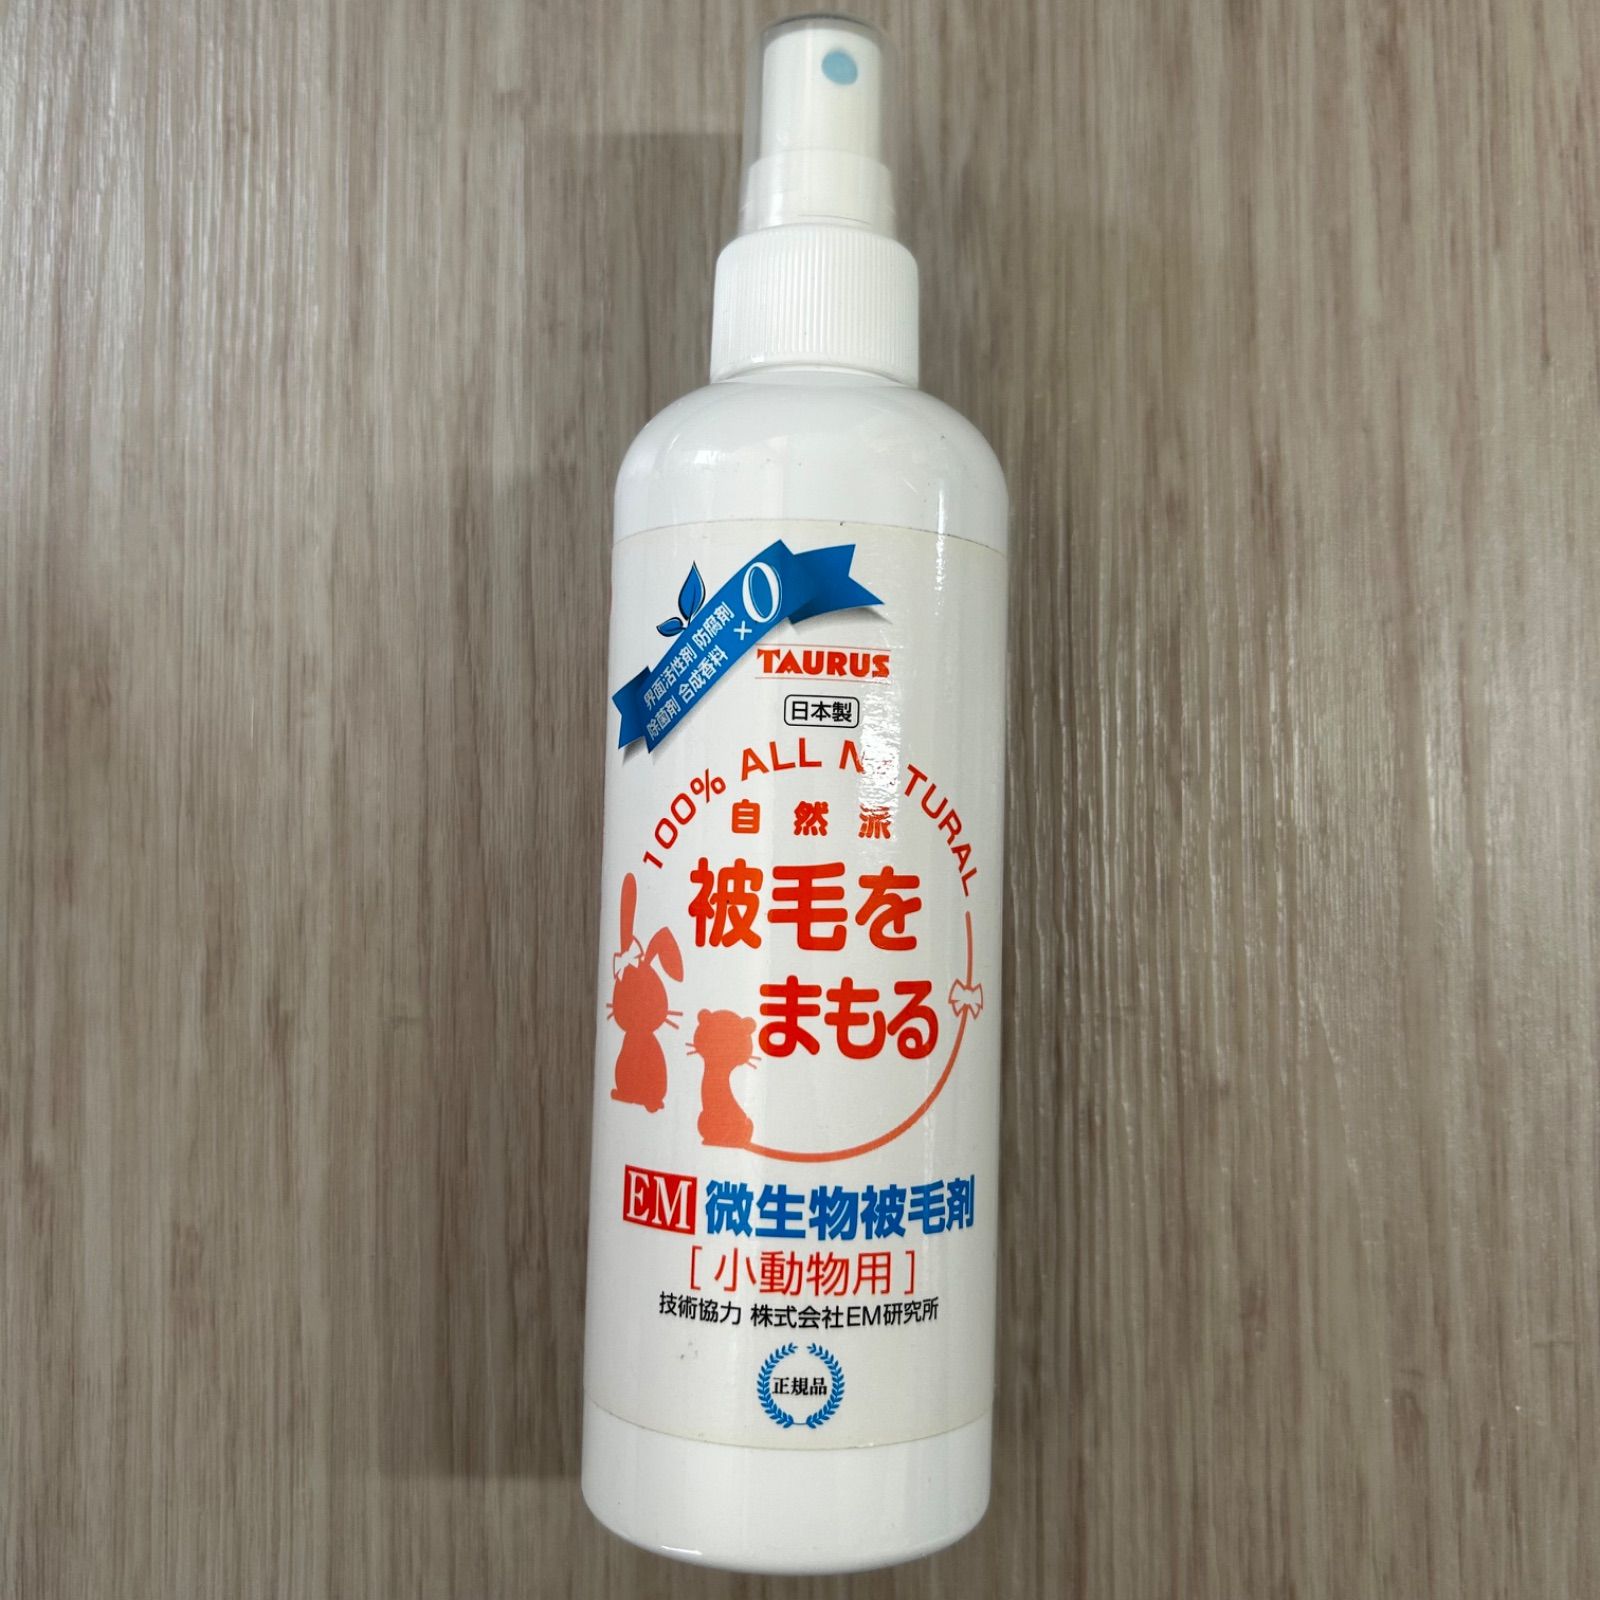 界面活性剤 防腐剤
除菌剤 合成香料
×0
TAURUS
日本製
100% ALL NATURAL
自然派
被毛を
まもる
EM 微生物被毛剤
[小動物用]
技術協力 株式会社EM研究所
正規品